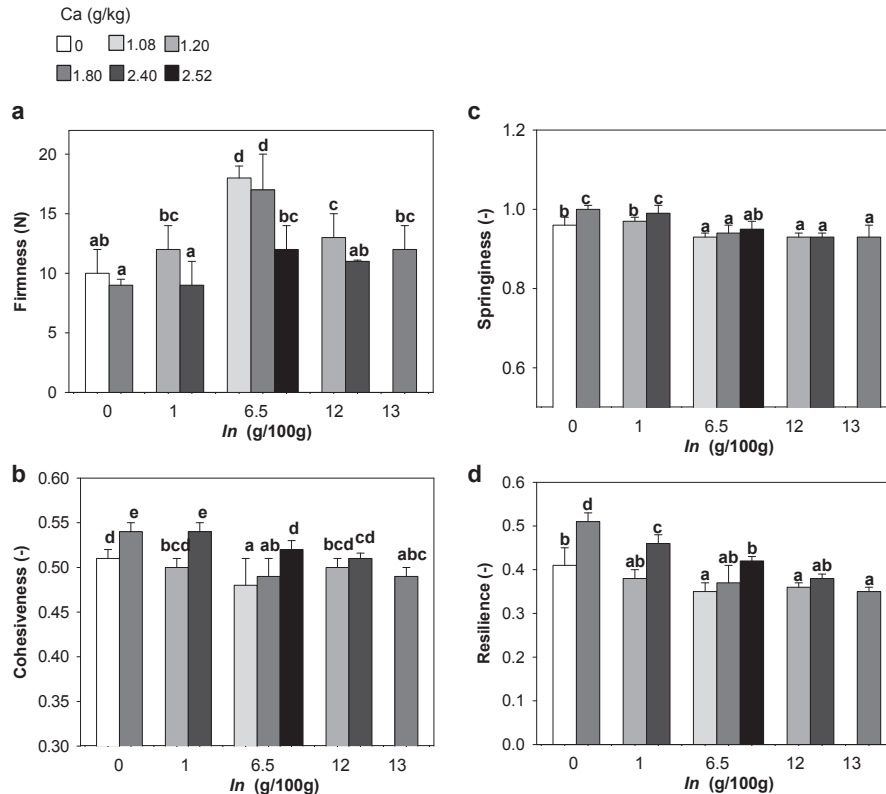 Ca (g/kg)
0 1.08 1.20
1.80 2.40 2.52
a
Firmness (N)
20
15
10
5
0
ab a bc a d d bc c ab bc
0 1 6.5 12 13
In (g/100g)
c
Springiness (-)
1.2
1.0
0.8
0.6
b c b c a a ab a a a
0 1 6.5 12 13
In (g/100g)
b
Cohesiveness (-)
0.60
0.55
0.50
0.45
0.40
0.35
0.30
d e bcd e a ab d bcd cd abc
0 1 6.5 12 13
In (g/100g)
d
Resilience (-)
0.6
0.5
0.4
0.3
0.2
0.1
0.0
b d ab c a ab b a ab a
0 1 6.5 12 13
In (g/100g)